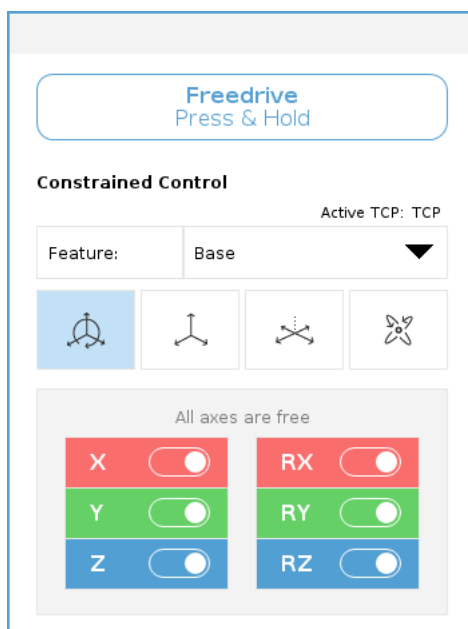 Freedrive
Press & Hold
Constrained Control
Active TCP: TCP
Feature: Base
All axes are free
X RX
Y RY
Z RZ